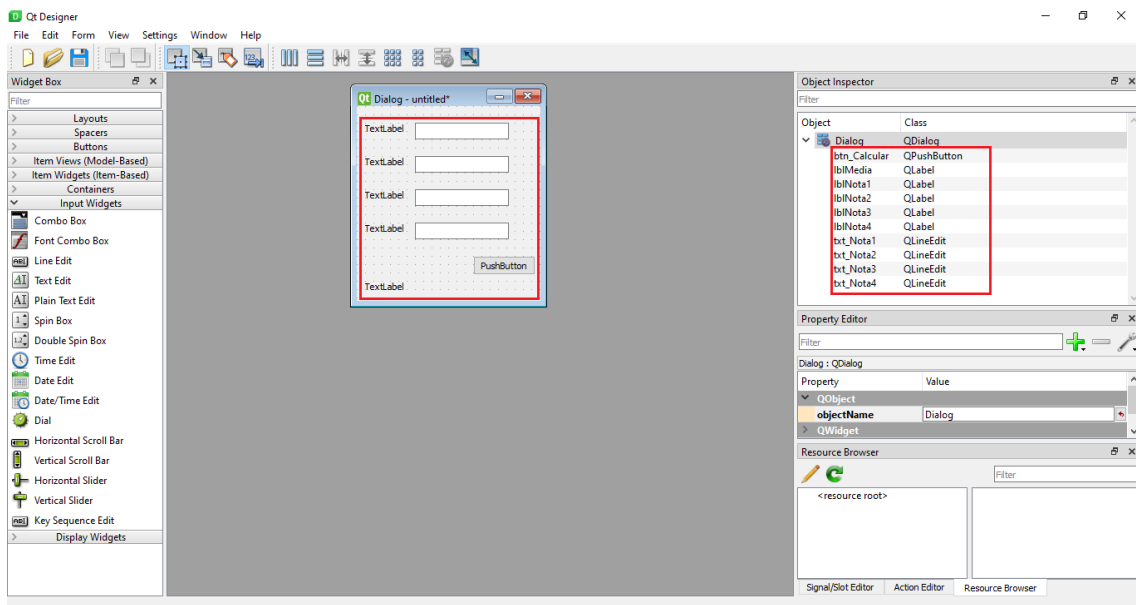 Qt Designer
File Edit Form View Settings Window Help
Widget Box
Filter
Layouts
Spacers
Buttons
Item Views (Model-Based)
Item Widgets (Item-Based)
Containers
Input Widgets
Combo Box
Font Combo Box
Line Edit
Text Edit
Plain Text Edit
Spin Box
Double Spin Box
Time Edit
Date Edit
Date/Time Edit
Dial
Horizontal Scroll Bar
Vertical Scroll Bar
Horizontal Slider
Vertical Slider
Key Sequence Edit
Display Widgets
Qt Dialog - untitled*
TextLabel
TextLabel
TextLabel
TextLabel
PushButton
TextLabel
Object Inspector
Filter
Object Class
Dialog QDialog
btn_Calcular QPushButton
lblMedia QLabel
lblNota1 QLabel
lblNota2 QLabel
lblNota3 QLabel
lblNota4 QLabel
txt_Nota1 QLineEdit
txt_Nota2 QLineEdit
txt_Nota3 QLineEdit
txt_Nota4 QLineEdit
Property Editor
Filter
Dialog : QDialog
Property Value
QObject
objectName Dialog
QWidget
Resource Browser
Filter
<resource root>
Signal/Slot Editor Action Editor Resource Browser